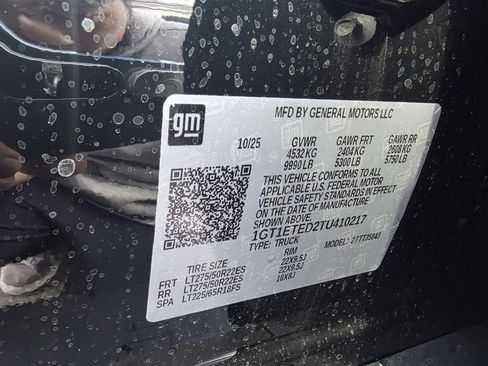 gm
MFD BY GENERAL MOTORS LLC
10/25 GVWR GAWR FRT GAWR RR
4532 KG 2404 KG 2608 KG
9990 LB 5300 LB 5750 LB
THIS VEHICLE CONFORMS TO ALL
APPLICABLE U.S. FEDERAL MOTOR
VEHICLE SAFETY STANDARDS IN EFFECT
ON THE DATE OF MANUFACTURE
SHOWN ABOVE.
1GT1ETED2TU410217
TYPE: TRUCK MODEL:
TIRE SIZE RIM
FRT LT275/50R22ES 22X9.5J
RR LT275/50R22ES 22X9.5J
SPA LT225/65R18FS 18X8J